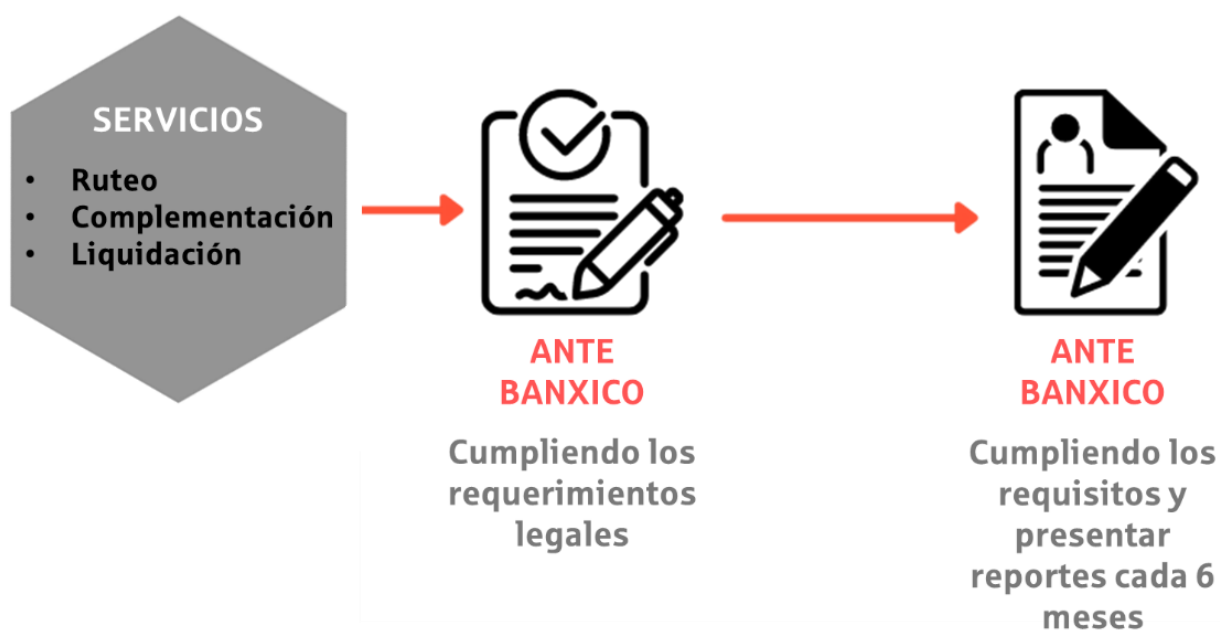 SERVICIOS
• Ruteo
• Complementación
• Liquidación
ANTE
BANXICO
Cumpliendo los
requerimientos
legales
ANTE
BANXICO
Cumpliendo los
requisitos y
presentar
reportes cada 6
meses